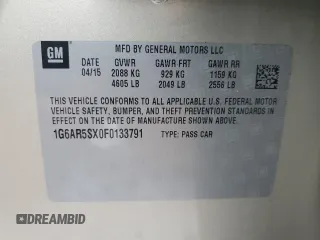 GM
MFD BY GENERAL MOTORS LLC
04/15 GVWR GAWR FRT GAWR RR
2088 KG 929 KG 1159 KG
4605 LB 2049 LB 2556 LB
THIS VEHICLE CONFORMS TO ALL APPLICABLE U.S. FEDERAL MOTOR
VEHICLE SAFETY, BUMPER, AND THEFT PREVENTION STANDARDS IN
EFFECT ON THE DATE OF MANUFACTURE SHOWN ABOVE.
1G6AR5SX0F0133791 TYPE: PASS CAR
DREAMBID